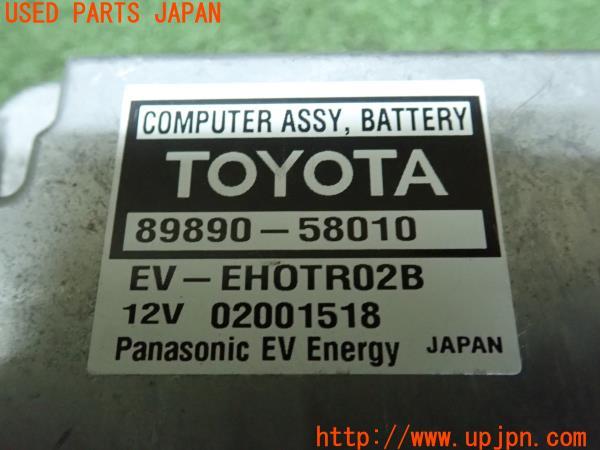 USED PARTS JAPAN
COMPUTER ASSY, BATTERY
TOYOTA
89890-58010
EV-EHOTR02B
12V 02001518
Panasonic EV Energy JAPAN
UPJ
www.upjpn.com